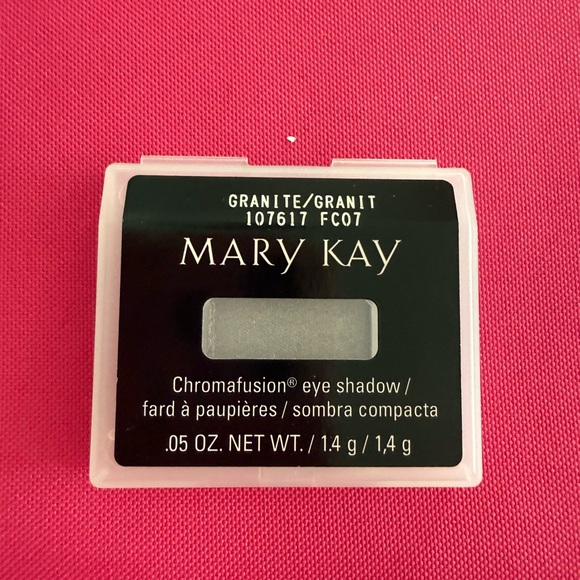 GRANITE/GRANIT
107617 FC07
MARY KAY
Chromafusion® eye shadow /
fard à paupières / sombra compacta
.05 OZ. NET WT. / 1.4 g / 1,4 g